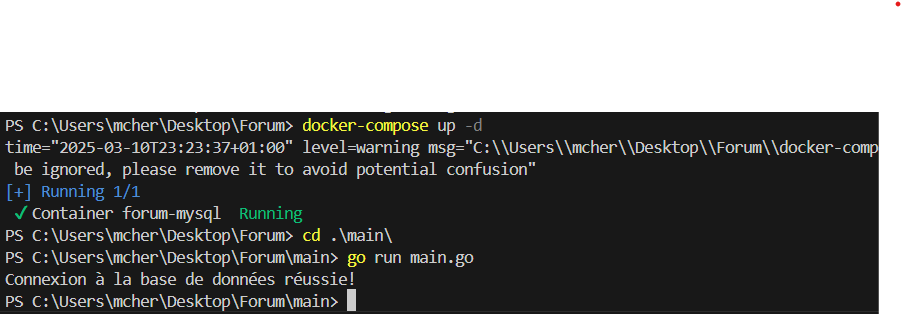 PS C:\Users\mcher\Desktop\Forum> docker-compose up -d
time="2025-03-10T23:23:37+01:00" level=warning msg="C:\\Users\\mcher\\Desktop\\Forum\\docker-comp
be ignored, please remove it to avoid potential confusion"
[+] Running 1/1
✓ Container forum-mysql  Running
PS C:\Users\mcher\Desktop\Forum> cd .\main\
PS C:\Users\mcher\Desktop\Forum\main> go run main.go
Connexion à la base de données réussie!
PS C:\Users\mcher\Desktop\Forum\main>